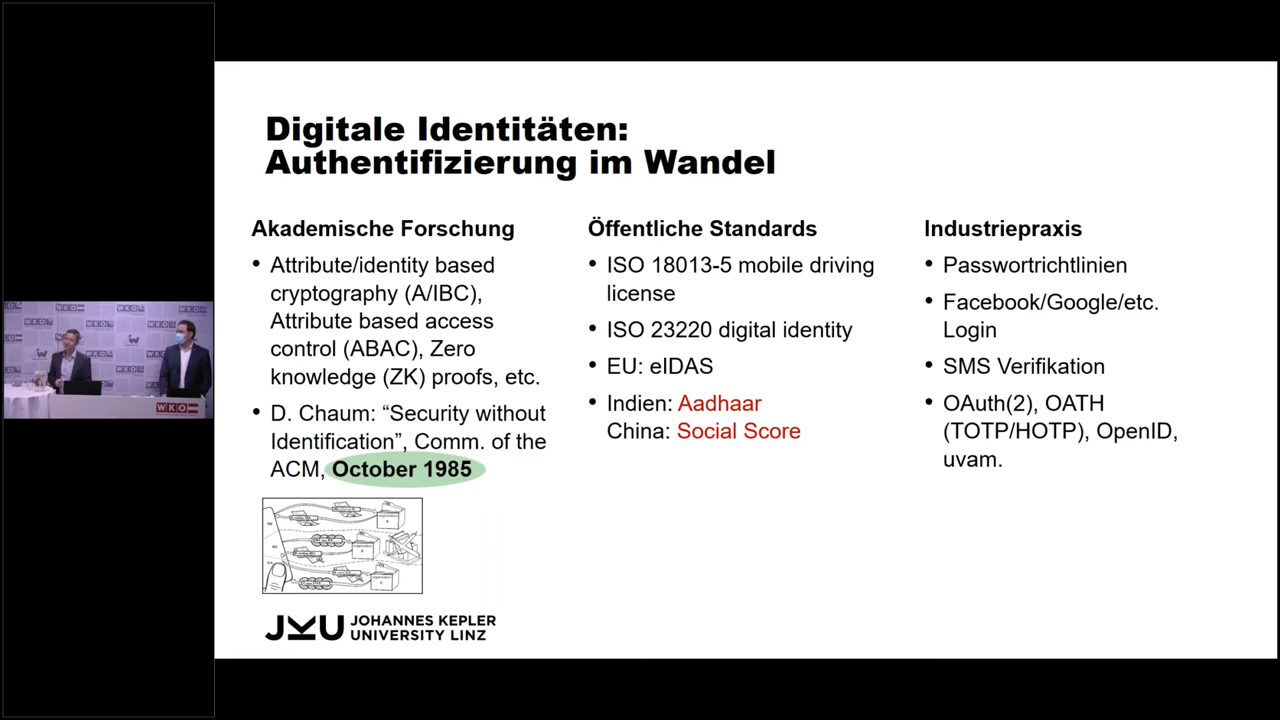 Digitale Identitäten:
Authentifizierung im Wandel
Akademische Forschung
• Attribute/identity based
cryptography (A/IBC),
Attribute based access
control (ABAC), Zero
knowledge (ZK) proofs, etc.
• D. Chaum: “Security without
Identification”, Comm. of the
ACM, October 1985
Öffentliche Standards
• ISO 18013-5 mobile driving
license
• ISO 23220 digital identity
• EU: eIDAS
• Indien: Aadhaar
China: Social Score
Industriepraxis
• Passwortrichtlinien
• Facebook/Google/etc.
Login
• SMS Verifikation
• OAuth(2), OATH
(TOTP/HOTP), OpenID,
uvam.
JKU JOHANNES KEPLER
UNIVERSITY LINZ
WKO